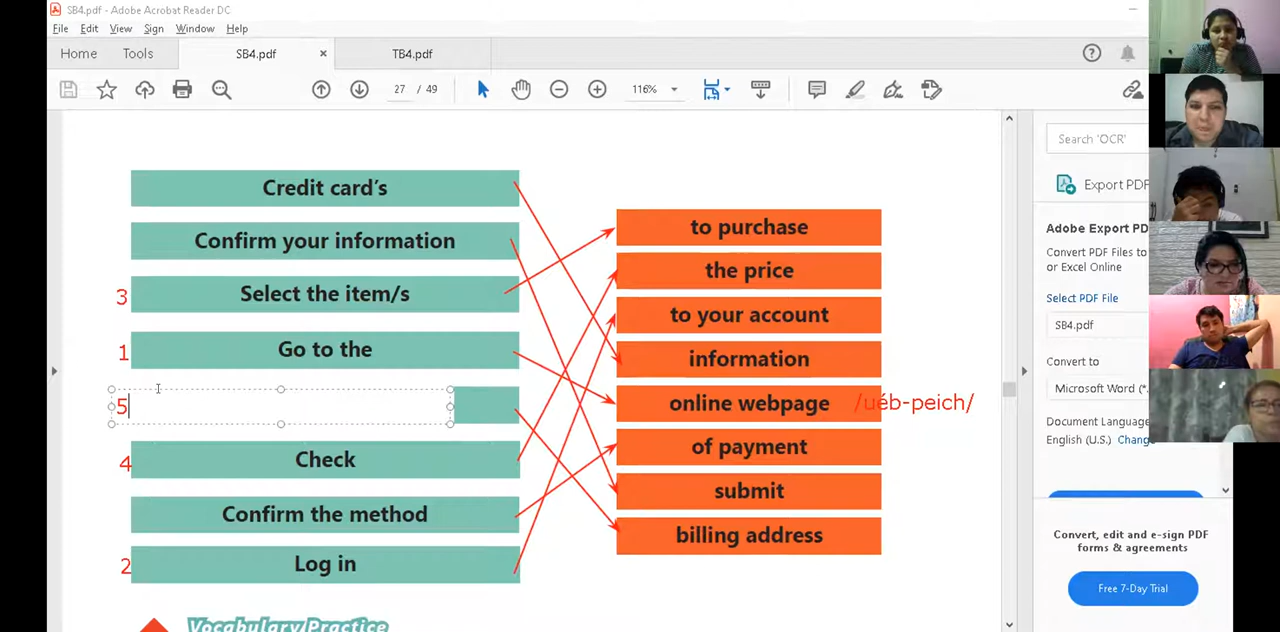 SB4.pdf - Adobe Acrobat Reader DC
File Edit View Sign Window Help
Home Tools SB4.pdf × TB4.pdf
27 / 49 116%
Credit card's
Confirm your information
3 Select the item/s
1 Go to the
5
4 Check
Confirm the method
2 Log in
to purchase
the price
to your account
information
online webpage /uéb-peich/
of payment
submit
billing address
Vocabulary Practice
Search 'OCR'
Export PDF
Adobe Export PD
Convert PDF Files to
or Excel Online
Select PDF File
SB4.pdf
Convert to
Microsoft Word (*.
Document Language
English (U.S.) Change
Convert, edit and e-sign PDF
forms & agreements
Free 7-Day Trial